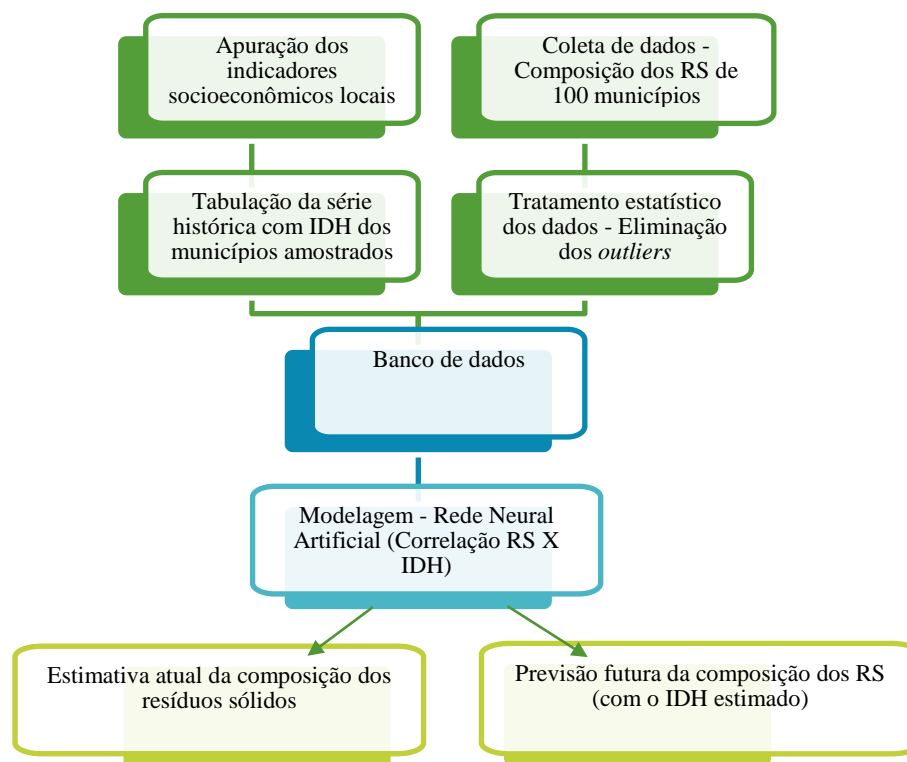 Apuração dos
indicadores
socioeconômicos locais
Coleta de dados -
Composição dos RS de
100 municípios
Tabulação da série
histórica com IDH dos
municípios amostrados
Tratamento estatístico
dos dados - Eliminação
dos outliers
Banco de dados
Modelagem - Rede Neural
Artificial (Correlação RS X
IDH)
Estimativa atual da composição dos
resíduos sólidos
Previsão futura da composição dos RS
(com o IDH estimado)